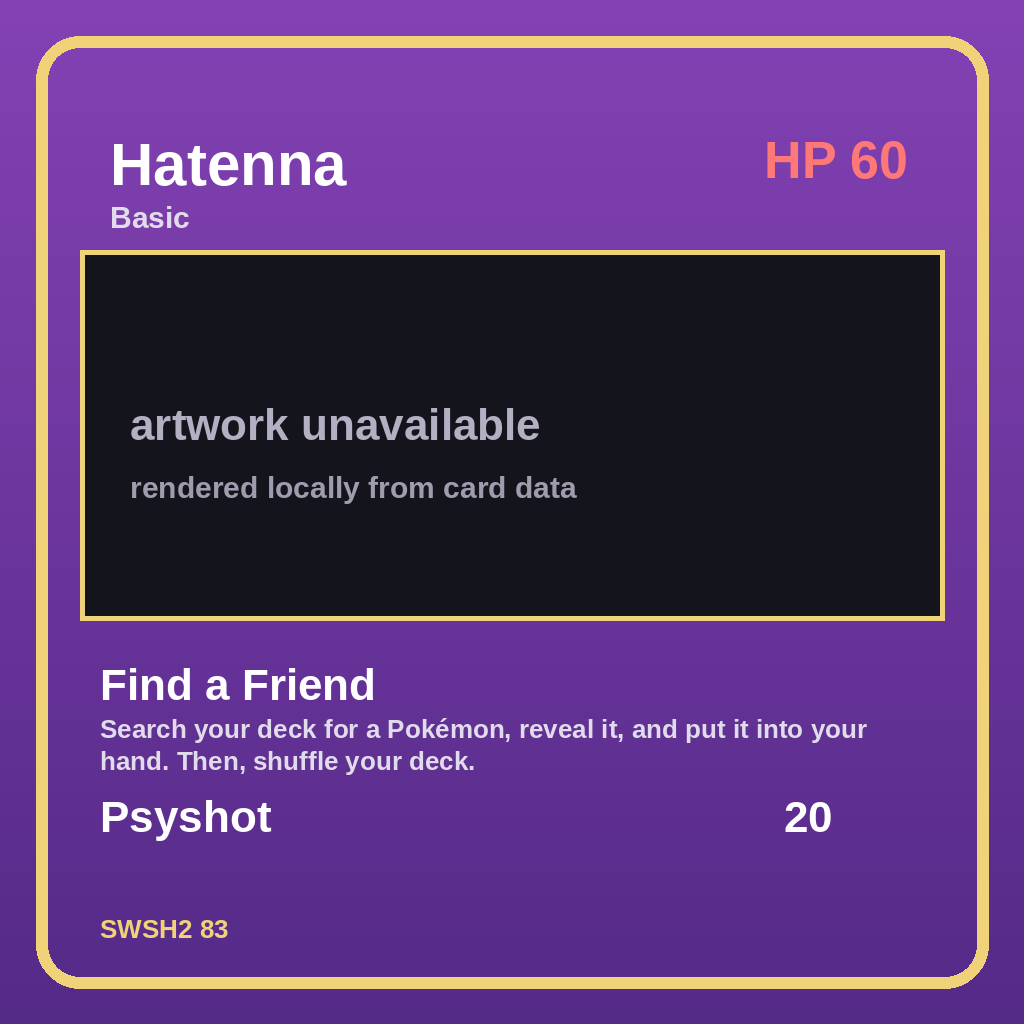 Hatenna
HP 60
Basic
artwork unavailable
rendered locally from card data
Find a Friend
Search your deck for a Pokémon, reveal it, and put it into your
hand. Then, shuffle your deck.
Psyshot 20
SWSH2 83